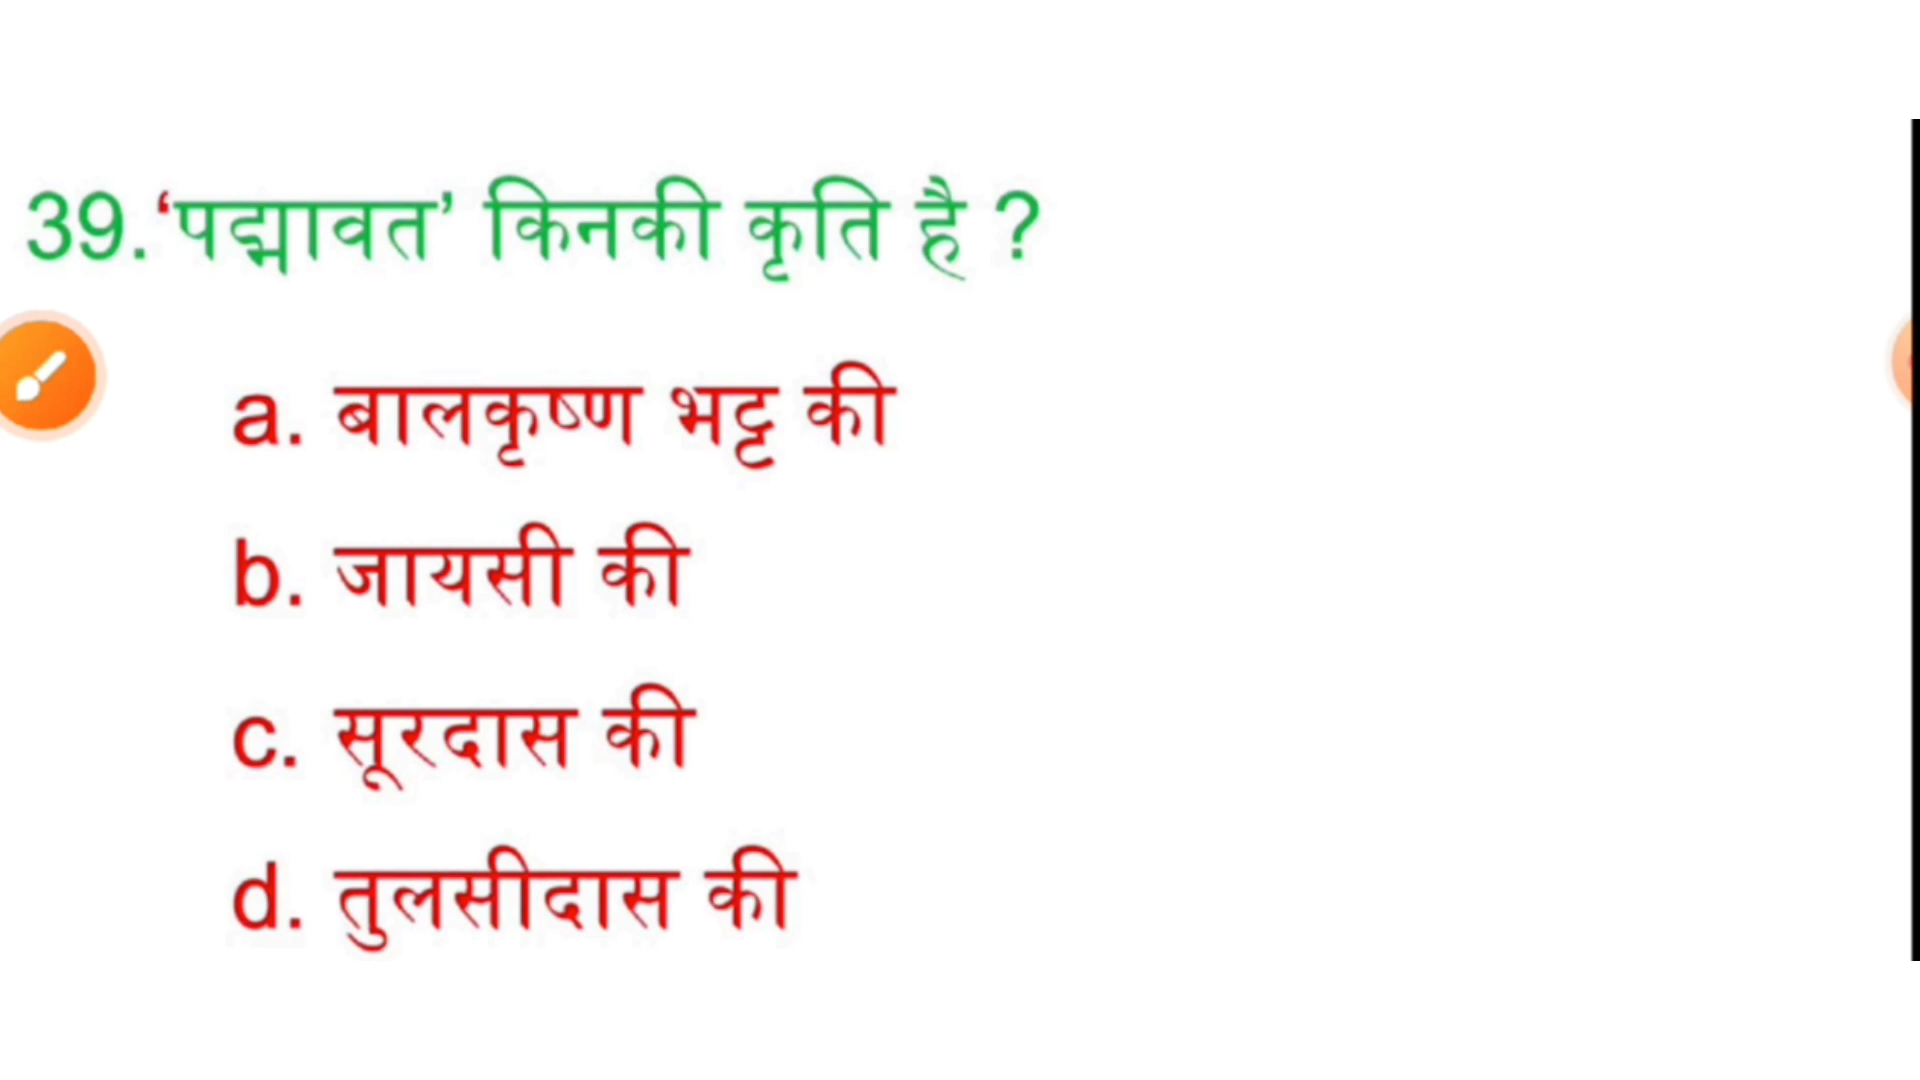 39.‘पद्मावत’ किनकी कृति है ?
a. बालकृष्ण भट्ट की
b. जायसी की
c. सूरदास की
d. तुलसीदास की